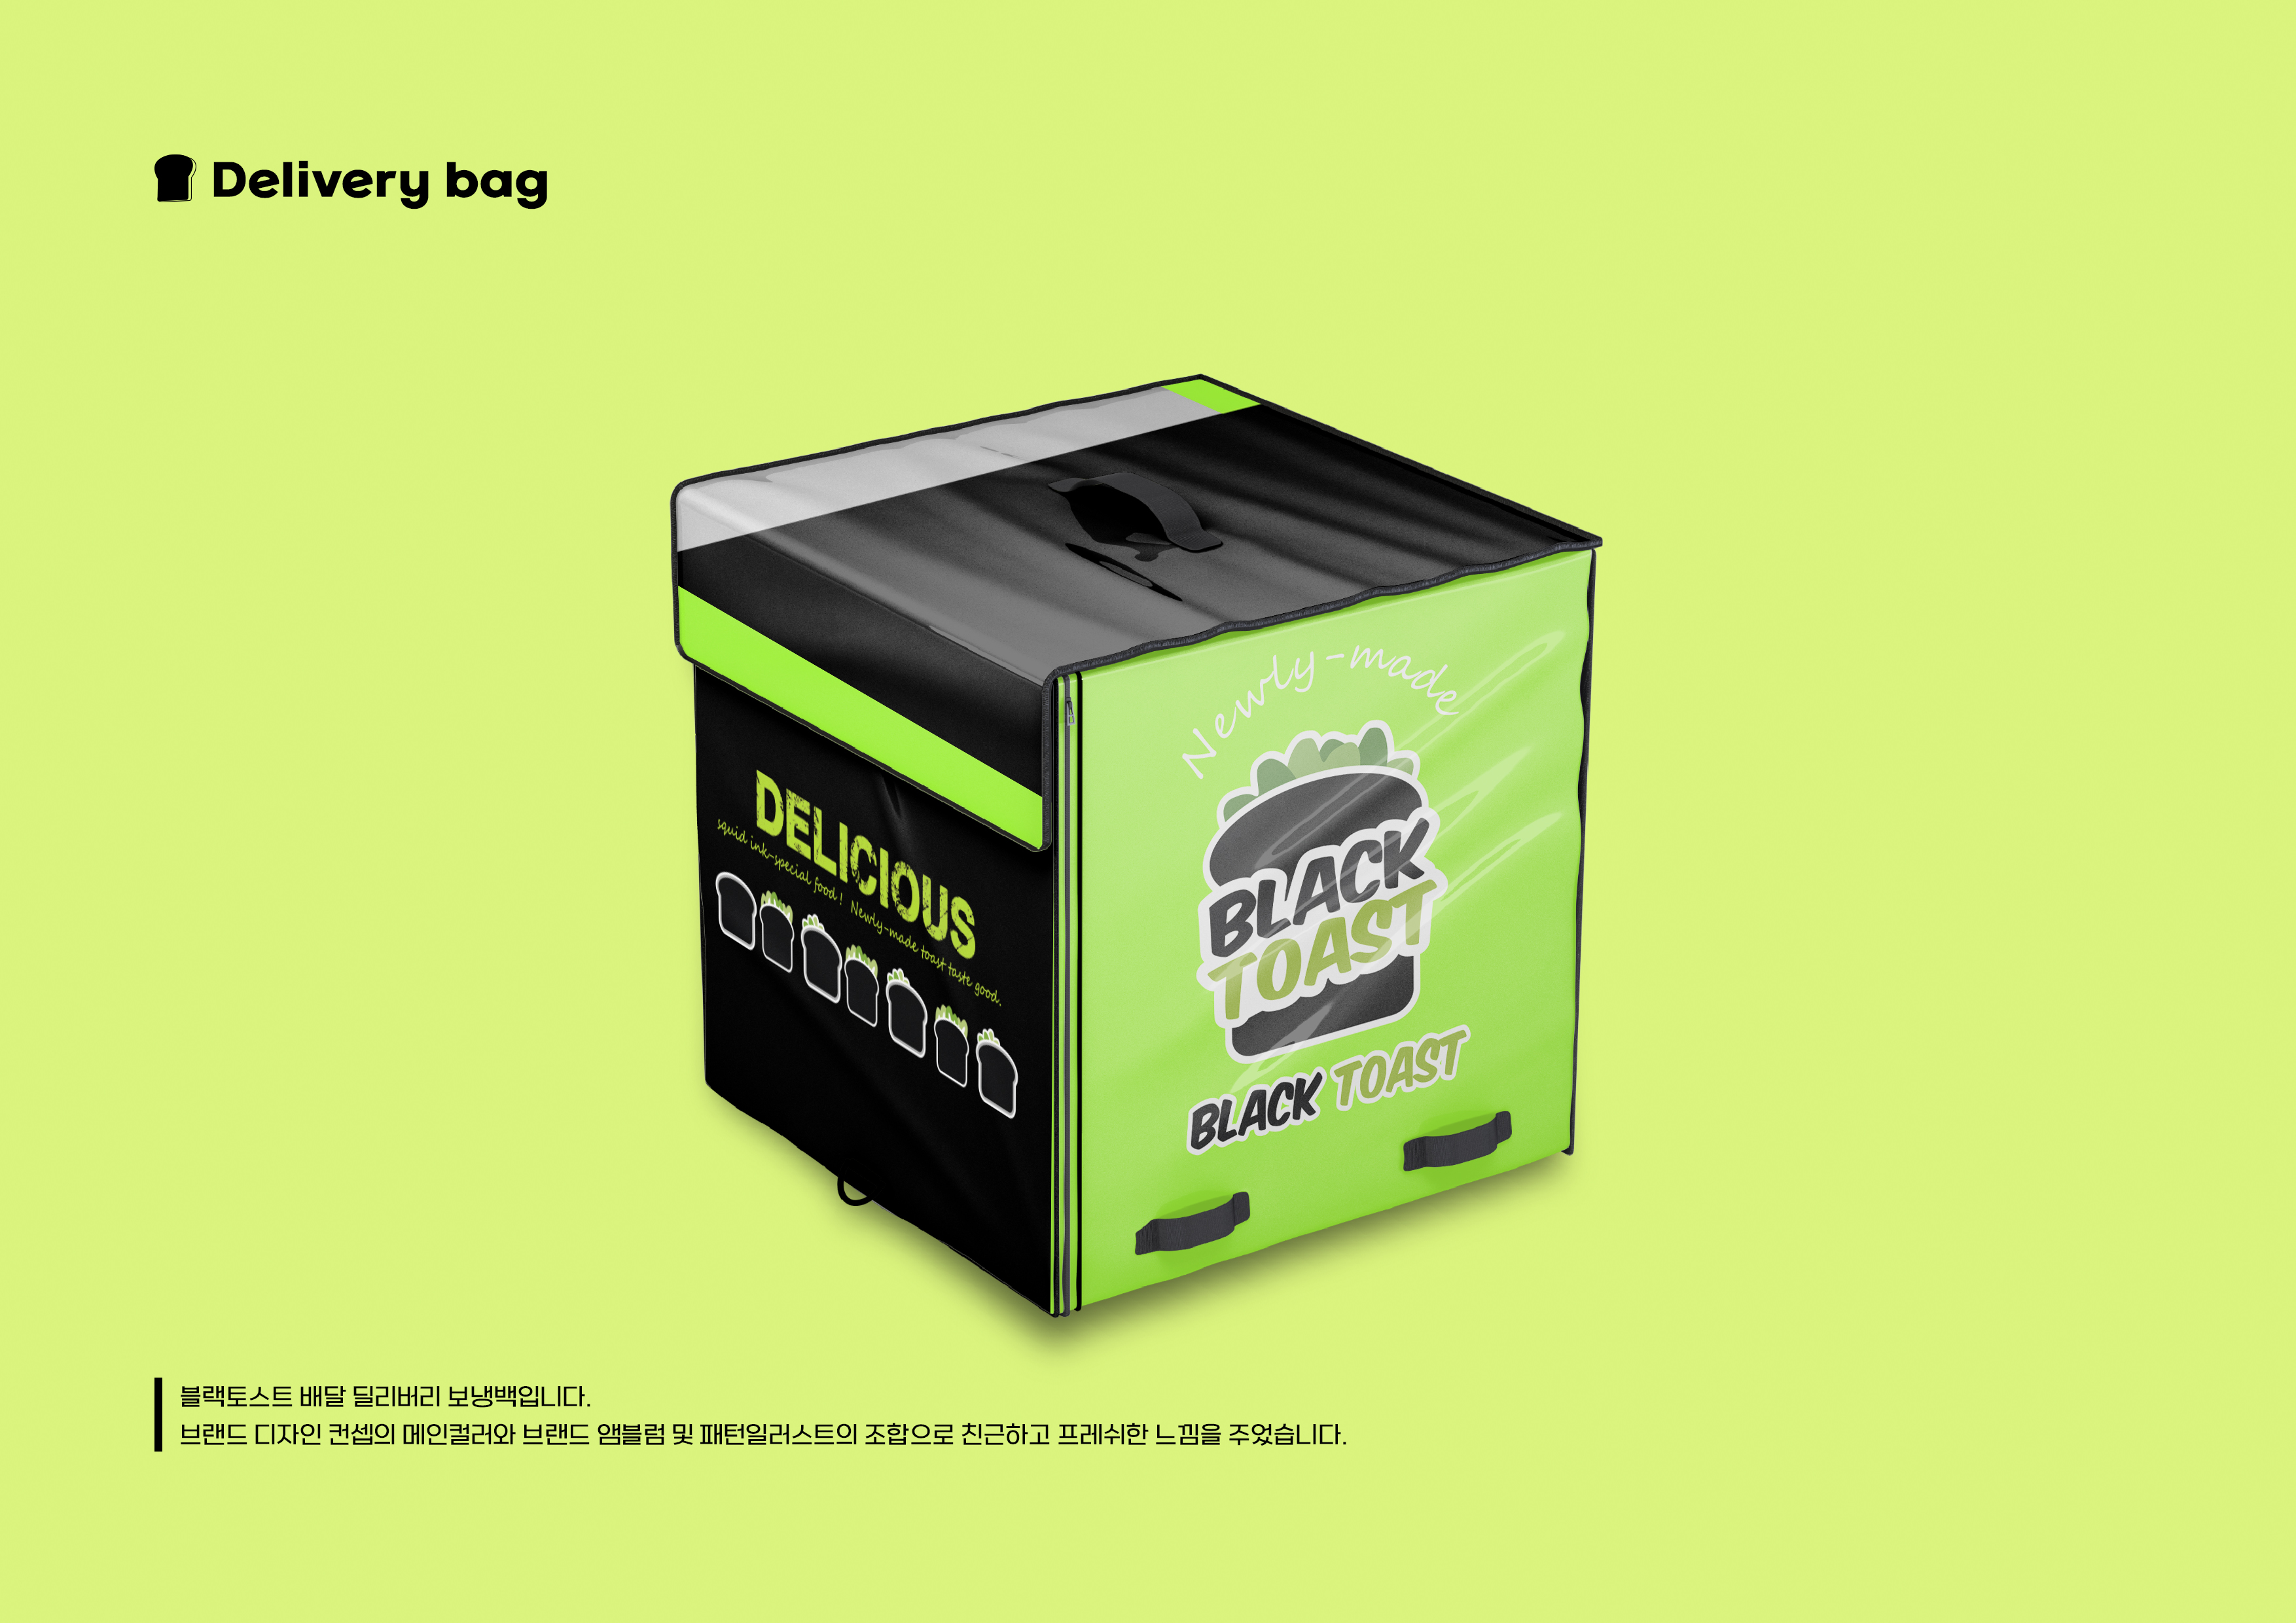 Delivery bag
Newly-made
BLACK
TOAST
BLACK TOAST
DELICIOUS
squid ink-special food! Newly-made toast taste good.
블랙토스트 배달 딜리버리 보냉백입니다.
브랜드 디자인 컨셉의 메인컬러와 브랜드 앰블럼 및 패턴일러스트의 조합으로 친근하고 프레쉬한 느낌을 주었습니다.